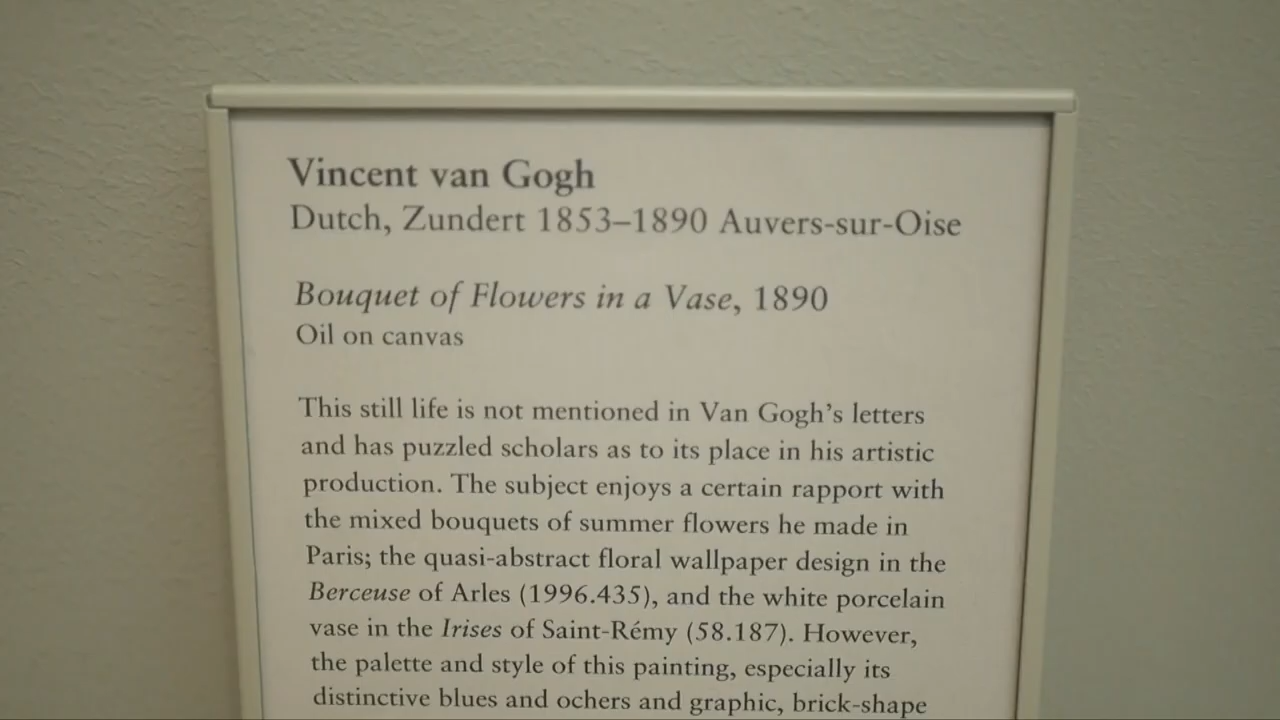 Vincent van Gogh
Dutch, Zundert 1853–1890 Auvers-sur-Oise
Bouquet of Flowers in a Vase, 1890
Oil on canvas
This still life is not mentioned in Van Gogh’s letters
and has puzzled scholars as to its place in his artistic
production. The subject enjoys a certain rapport with
the mixed bouquets of summer flowers he made in
Paris; the quasi-abstract floral wallpaper design in the
Berceuse of Arles (1996.435), and the white porcelain
vase in the Irises of Saint-Rémy (58.187). However,
the palette and style of this painting, especially its
distinctive blues and ochers and graphic, brick-shape